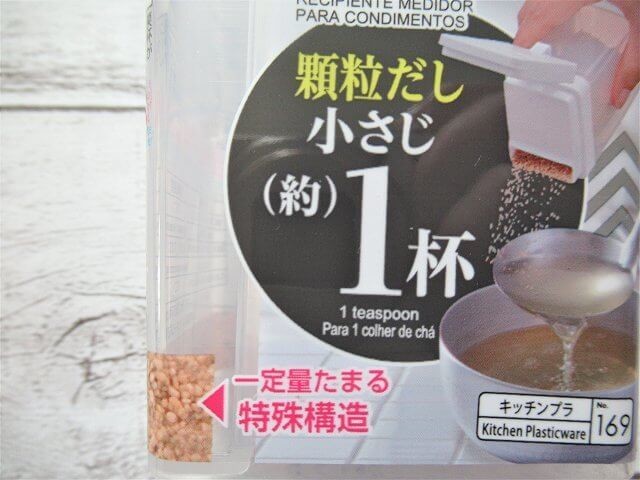 RECIPIENTE MEDIDOR
PARA CONDIMENTOS
顆粒だし
小さじ
(約)1杯
1 teaspoon
Para 1 colher de chá
一定量たまる
特殊構造
キッチンプラ
Kitchen Plasticware
No.
169